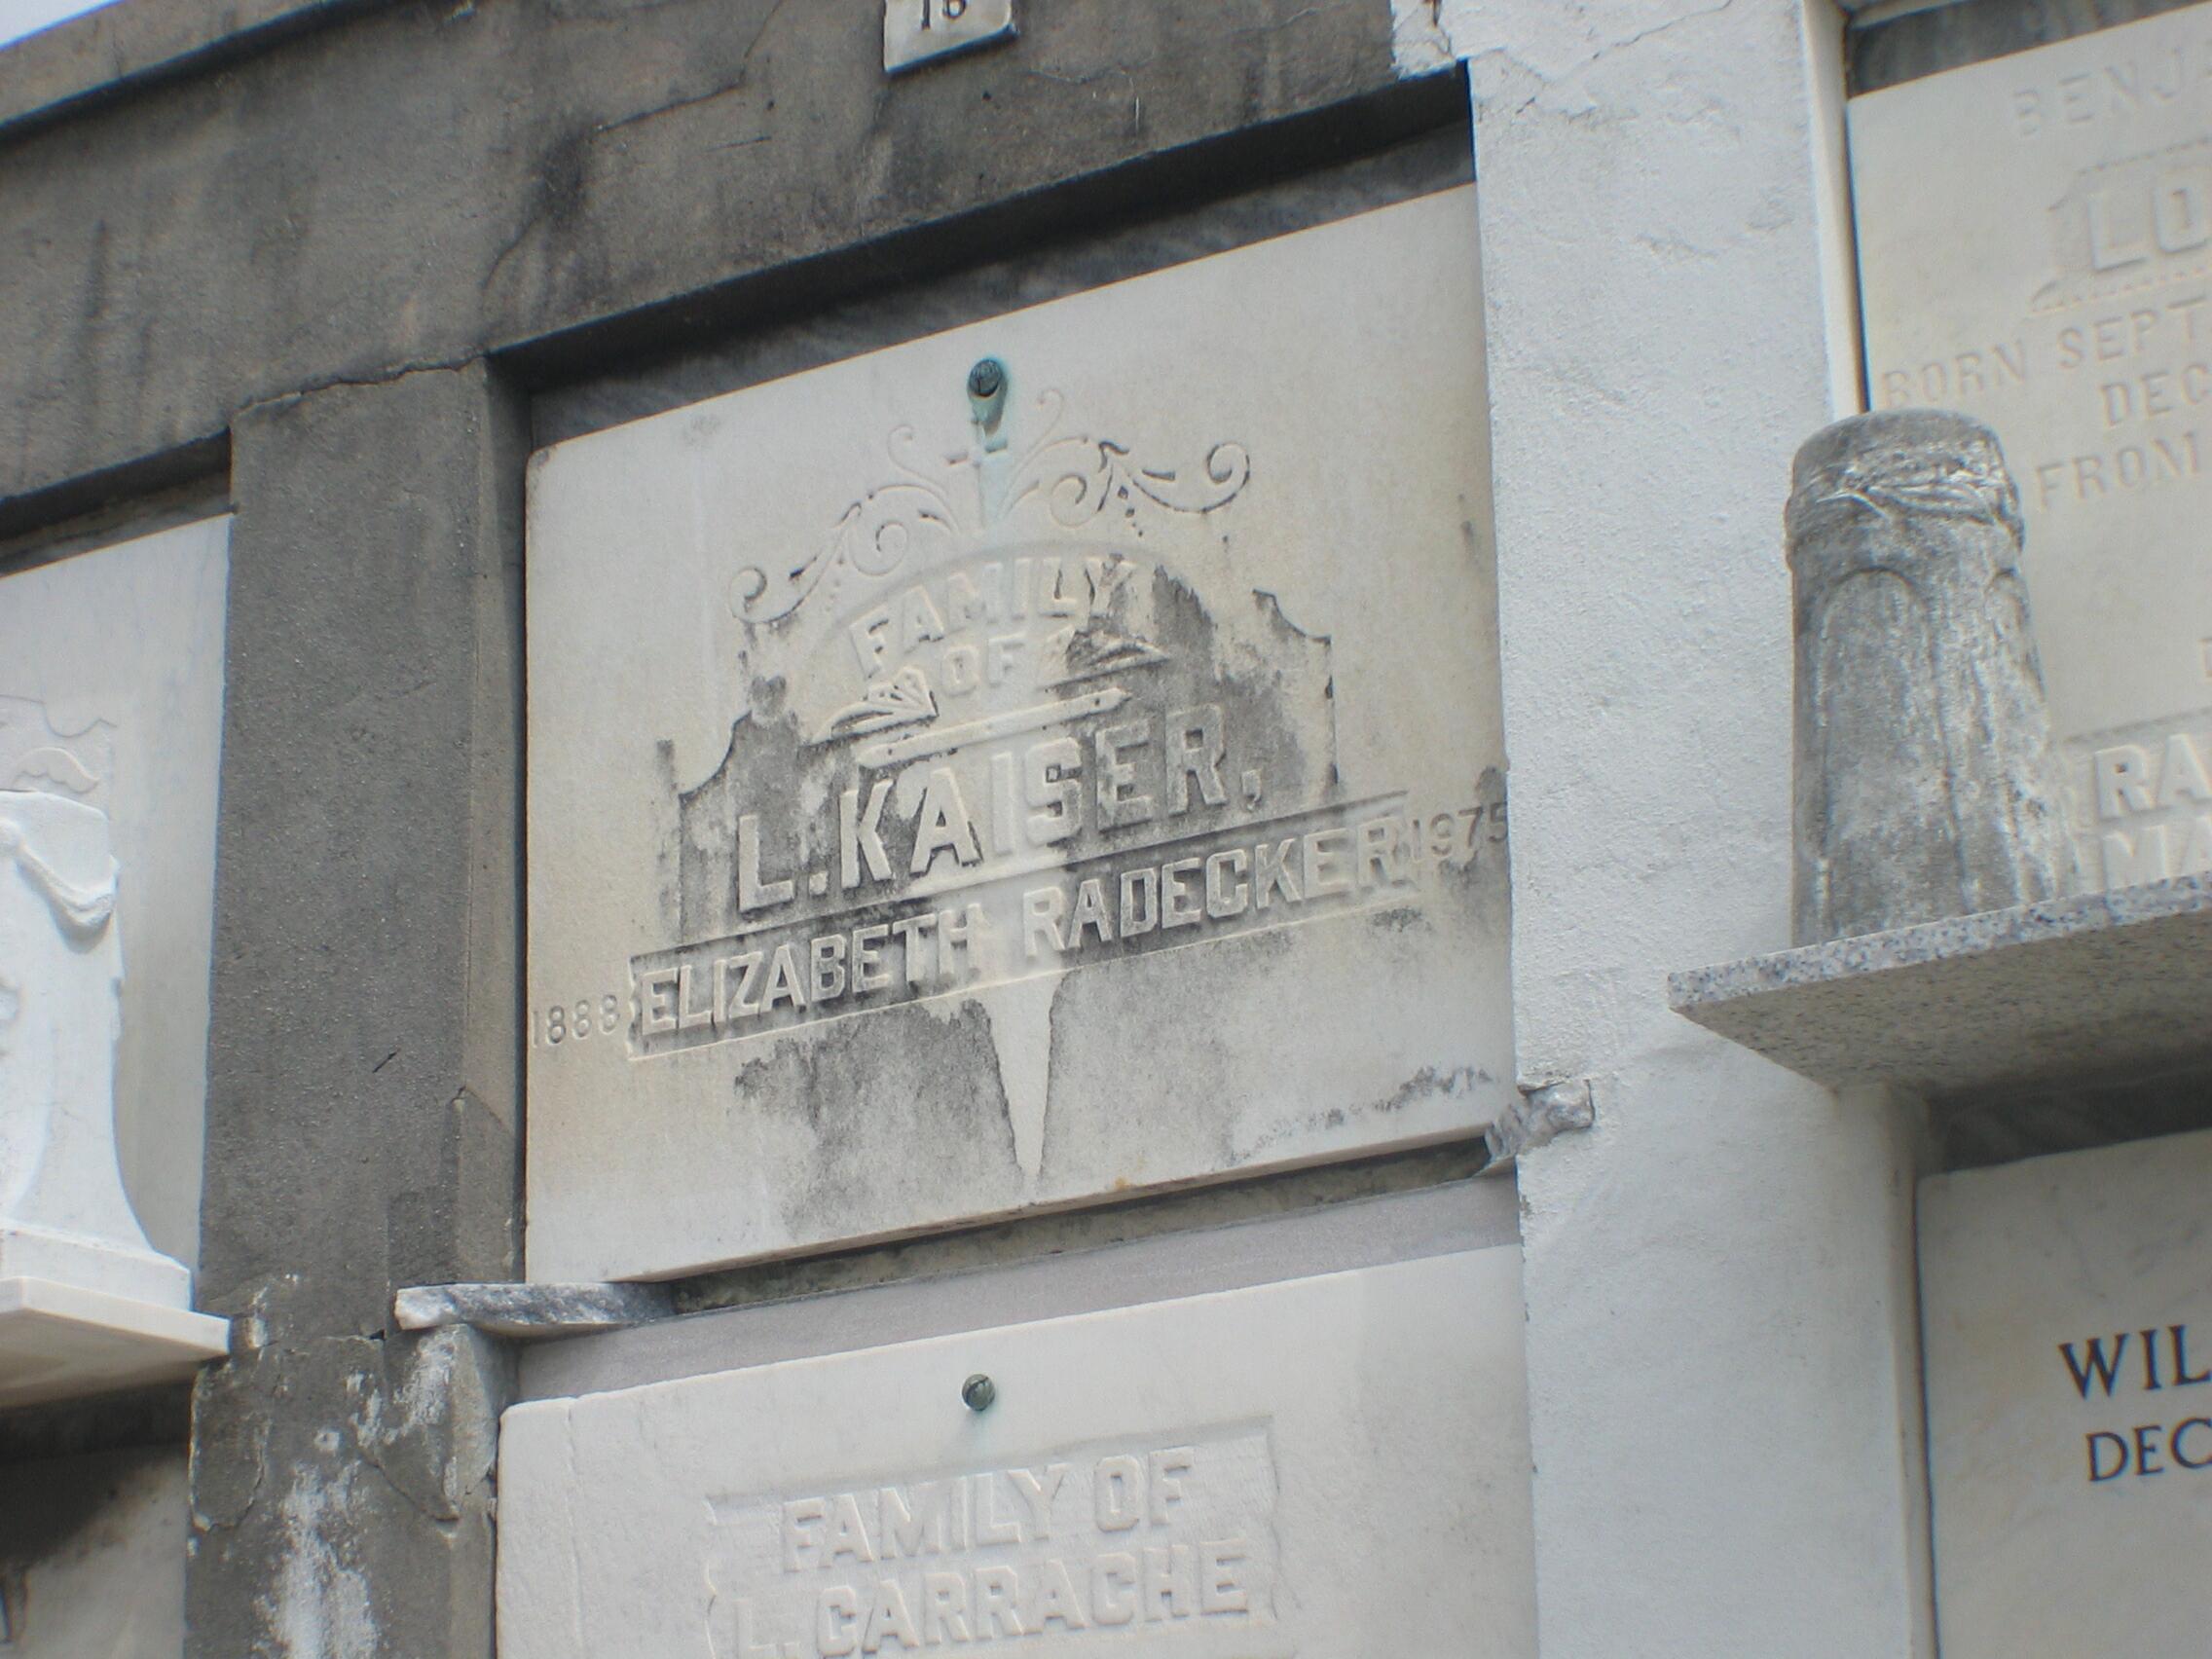 FAMILY
OF
L. KAISER,
1888 ELIZABETH RADECKER 1975
FAMILY OF
L. CARRACHE
BORN SEPT
DEC
FROM
WIL
DEC